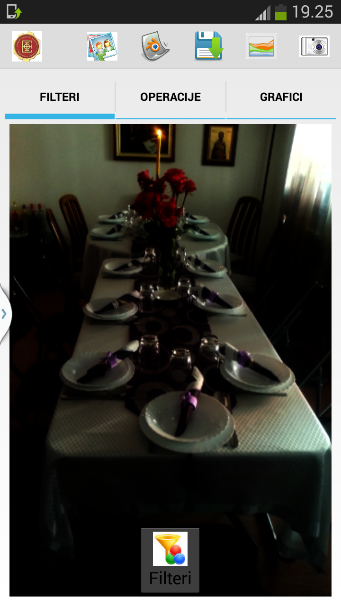 19.25
FILTERI
OPERACIJE
GRAFICI
Filteri